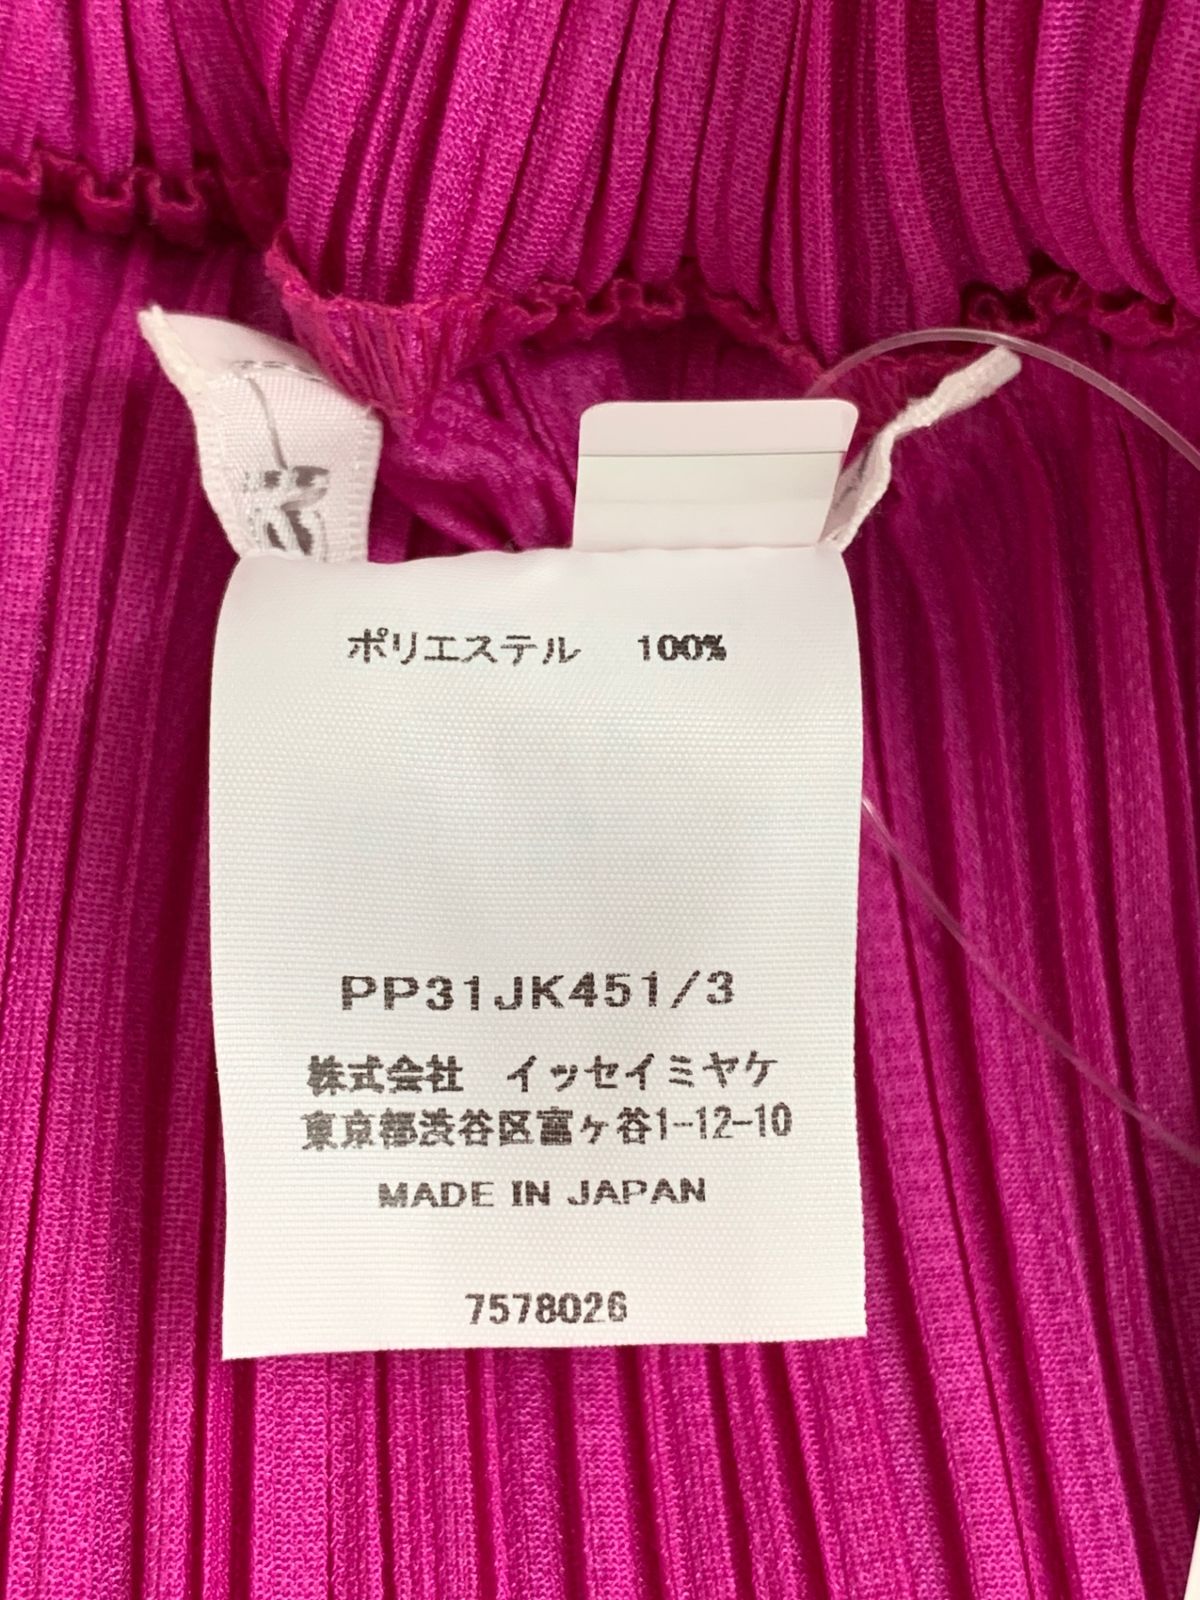 ポリエステル 100%
PP31JK451/3
株式会社 イッセイミヤケ
東京都渋谷区富ヶ谷1-12-10
MADE IN JAPAN
7578026